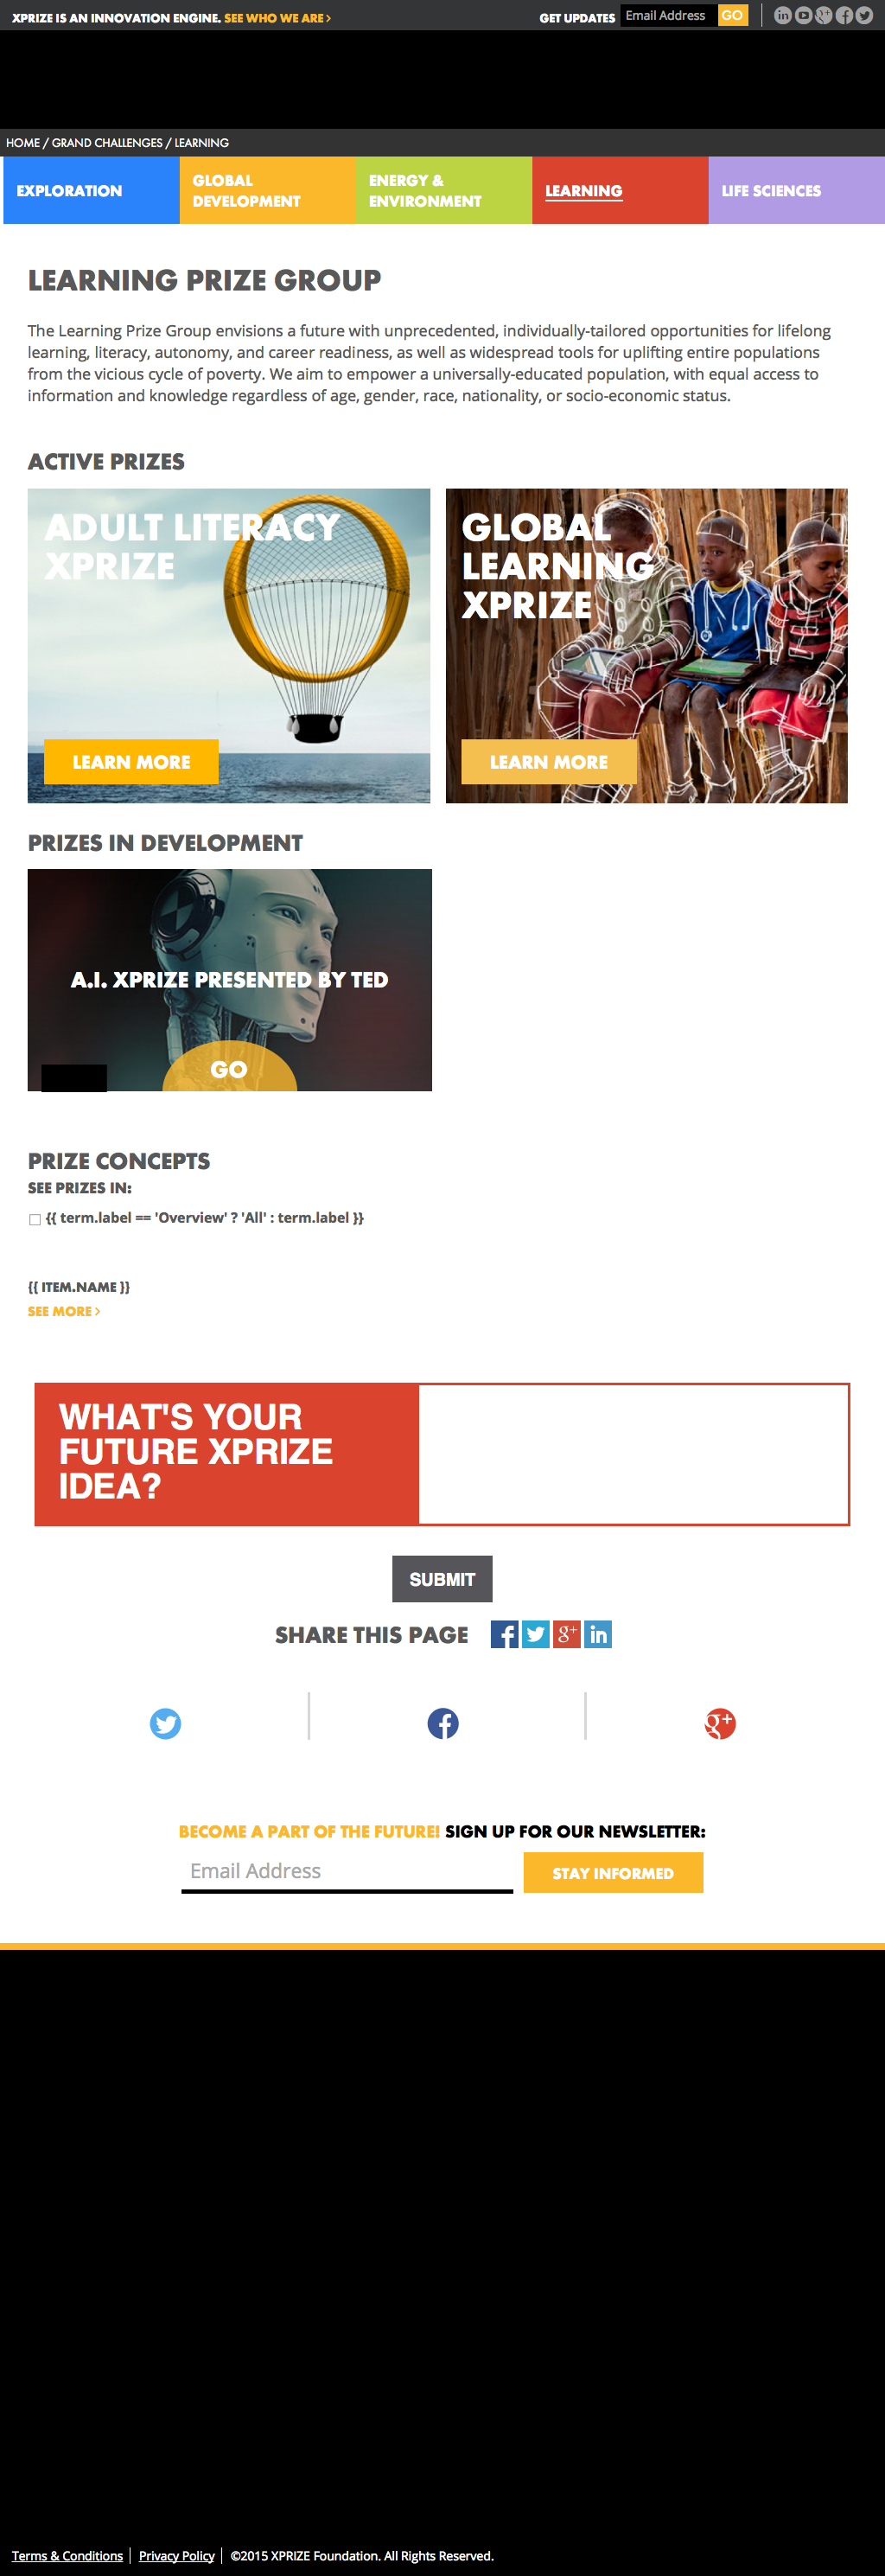 XPRIZE IS AN INNOVATION ENGINE. SEE WHO WE ARE >
GET UPDATES Email Address GO
HOME / GRAND CHALLENGES / LEARNING
EXPLORATION
GLOBAL
DEVELOPMENT
ENERGY &
ENVIRONMENT
LEARNING
LIFE SCIENCES
LEARNING PRIZE GROUP
The Learning Prize Group envisions a future with unprecedented, individually-tailored opportunities for lifelong
learning, literacy, autonomy, and career readiness, as well as widespread tools for uplifting entire populations
from the vicious cycle of poverty. We aim to empower a universally-educated population, with equal access to
information and knowledge regardless of age, gender, race, nationality, or socio-economic status.
ACTIVE PRIZES
ADULT LITERACY
XPRIZE
LEARN MORE
GLOBAL
LEARNING
XPRIZE
LEARN MORE
PRIZES IN DEVELOPMENT
A.I. XPRIZE PRESENTED BY TED
GO
PRIZE CONCEPTS
SEE PRIZES IN:
{{ term.label == 'Overview' ? 'All' : term.label }}
{{ ITEM.NAME }}
SEE MORE >
WHAT'S YOUR
FUTURE XPRIZE
IDEA?
SUBMIT
SHARE THIS PAGE
BECOME A PART OF THE FUTURE! SIGN UP FOR OUR NEWSLETTER:
Email Address
STAY INFORMED
Terms & Conditions | Privacy Policy | ©2015 XPRIZE Foundation. All Rights Reserved.